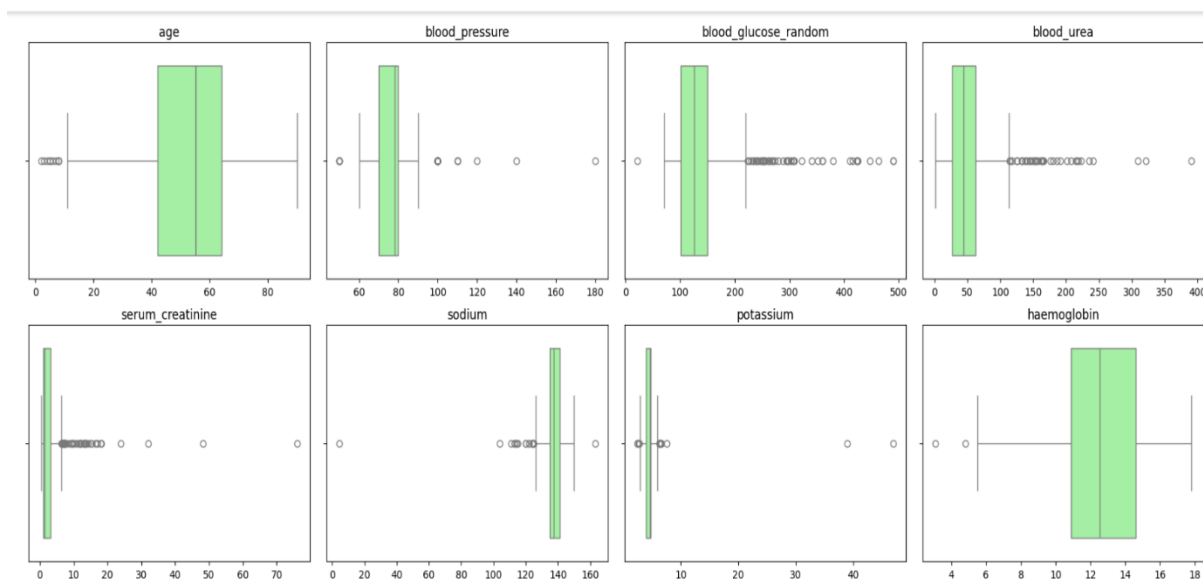 age blood_pressure blood_glucose_random blood_urea
0 20 40 60 80 60 80 100 120 140 160 180 0 100 200 300 400 500 0 50 100 150 200 250 300 350 400
serum_creatinine sodium potassium haemoglobin
0 10 20 30 40 50 60 70 0 20 40 60 80 100 120 140 160 10 20 30 40 4 6 8 10 12 14 16 18